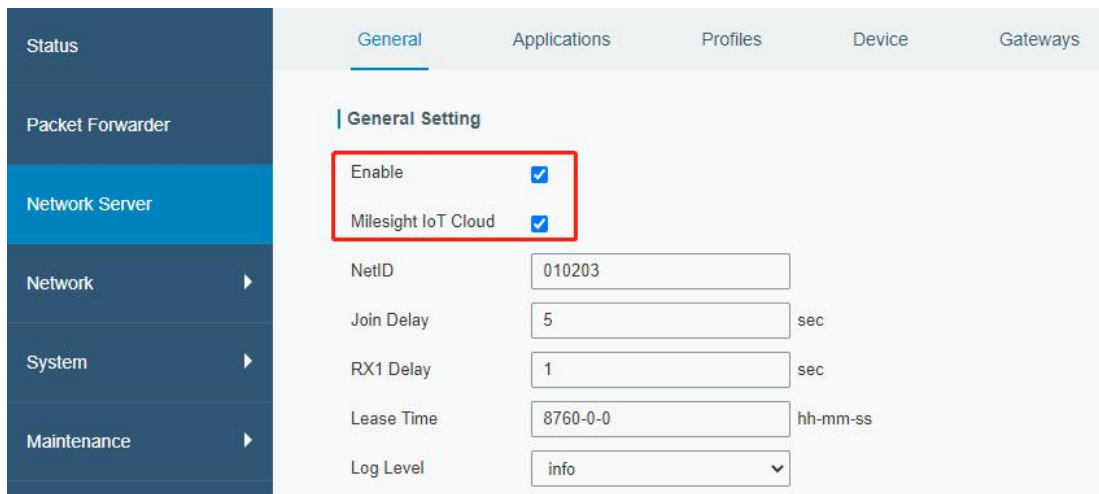 Status
Packet Forwarder
Network Server
Network
System
Maintenance
General Applications Profiles Device Gateways
General Setting
Enable
Milesight IoT Cloud
NetID 010203
Join Delay 5 sec
RX1 Delay 1 sec
Lease Time 8760-0-0 hh-mm-ss
Log Level info